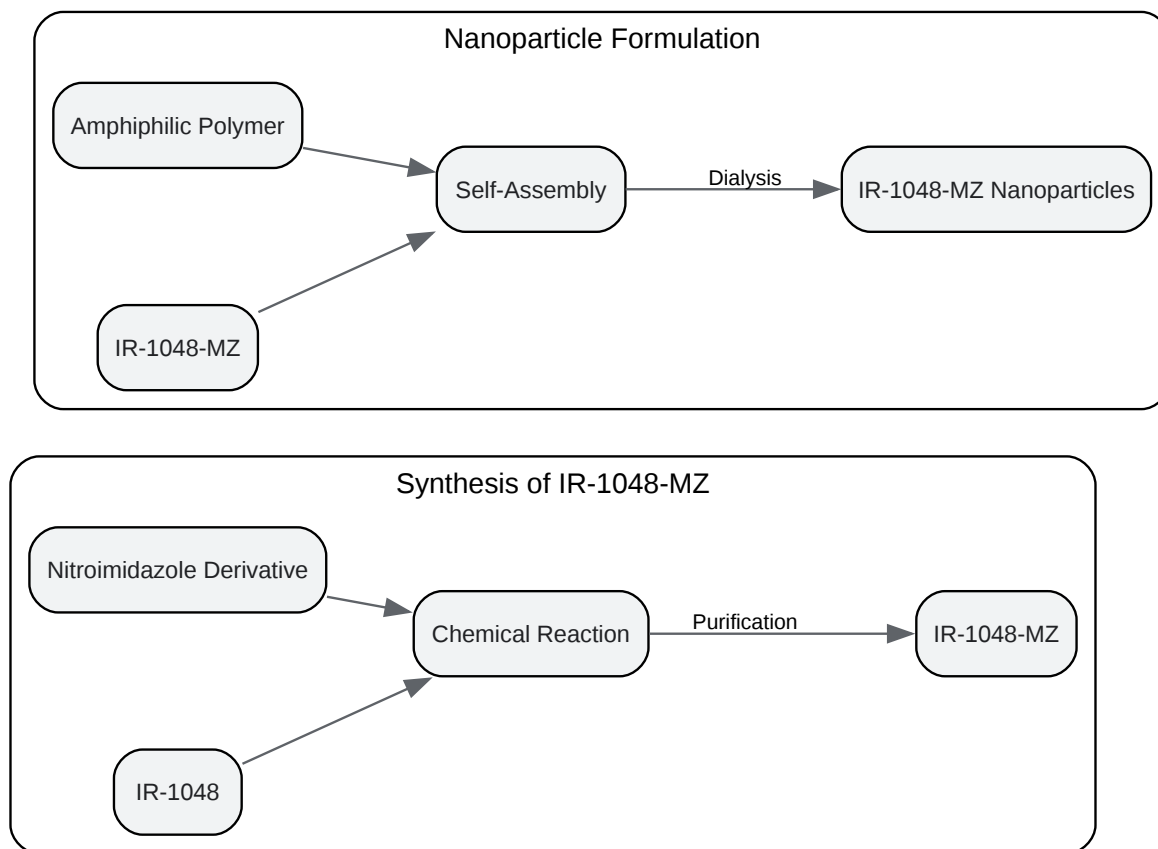 Nanoparticle Formulation
Amphiphilic Polymer
Self-Assembly
Dialysis
IR-1048-MZ Nanoparticles
IR-1048-MZ
Synthesis of IR-1048-MZ
Nitroimidazole Derivative
Chemical Reaction
Purification
IR-1048-MZ
IR-1048